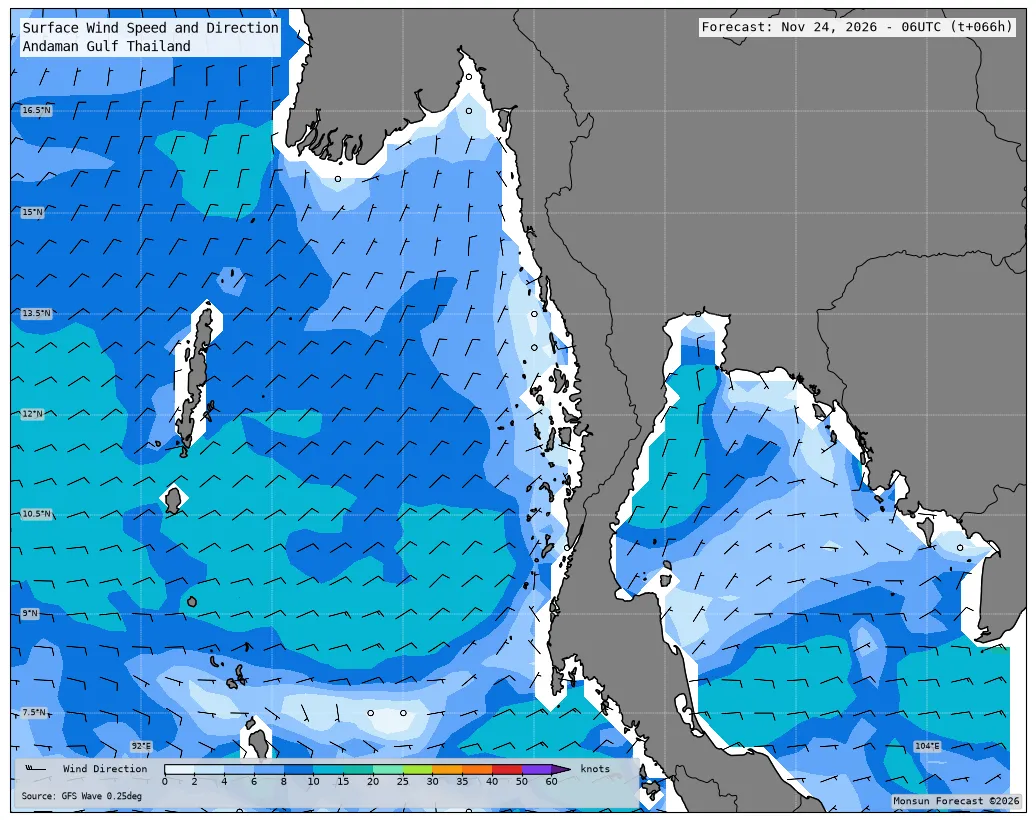 Surface Wind Speed and Direction
Andaman Gulf Thailand
Forecast: Nov 24, 2026 - 06UTC (t+066h)
16.5°N
15°N
13.5°N
12°N
10.5°N
9°N
7.5°N
92°E
104°E
Wind Direction
0 2 4 6 8 10 15 20 25 30 35 40 50 60
knots
Source: GFS Wave 0.25deg
Monsun Forecast ©2026